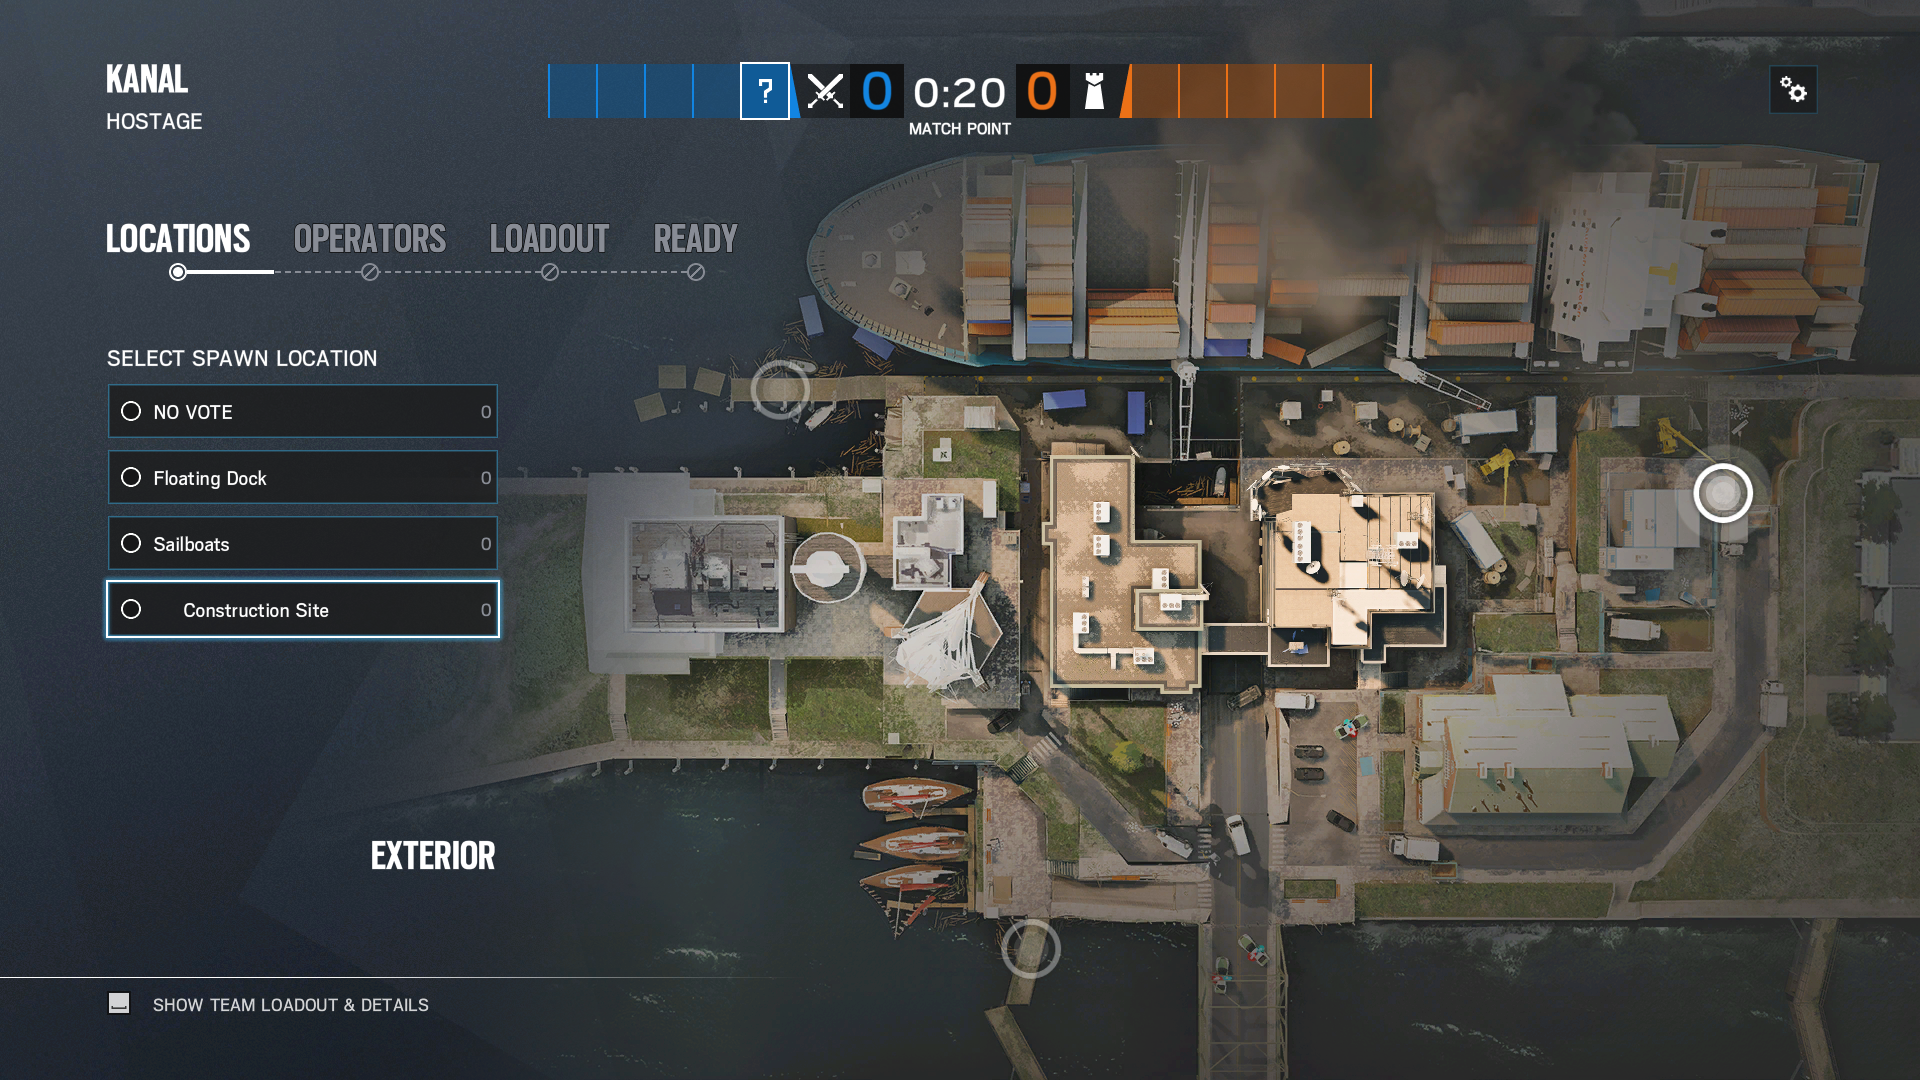 KANAL
HOSTAGE
? 0 0:20 0
MATCH POINT
LOCATIONS OPERATORS LOADOUT READY
SELECT SPAWN LOCATION
NO VOTE 0
Floating Dock 0
Sailboats 0
Construction Site 0
EXTERIOR
SHOW TEAM LOADOUT & DETAILS